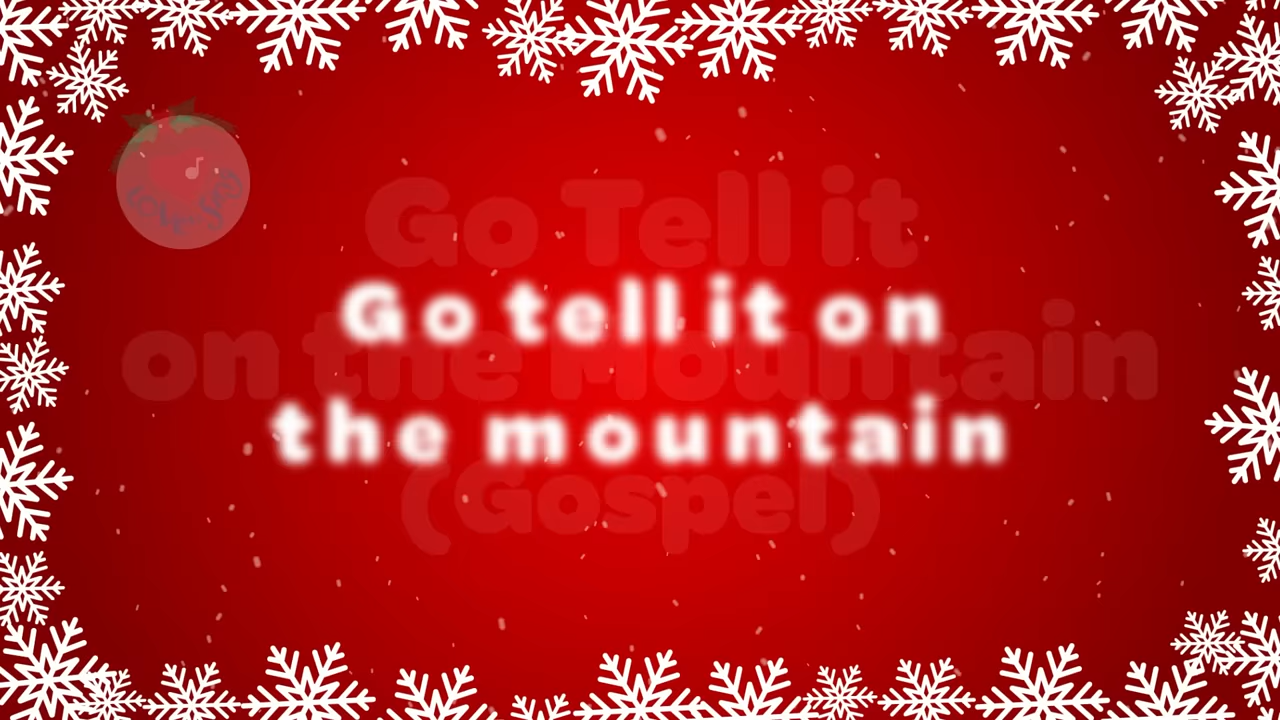 Go Tell it
Go tell it on
on the Mountain
the mountain
(Gospel)